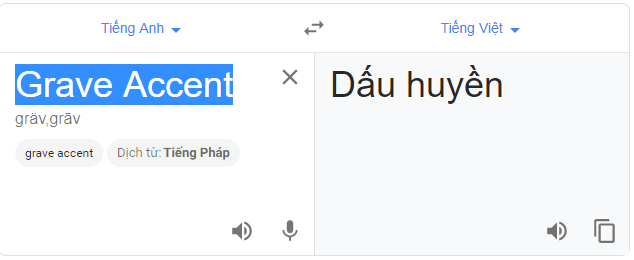 Tiếng Anh
Tiếng Việt
Grave Accent
gräv,grāv
grave accent
Dịch từ: Tiếng Pháp
Dấu huyền